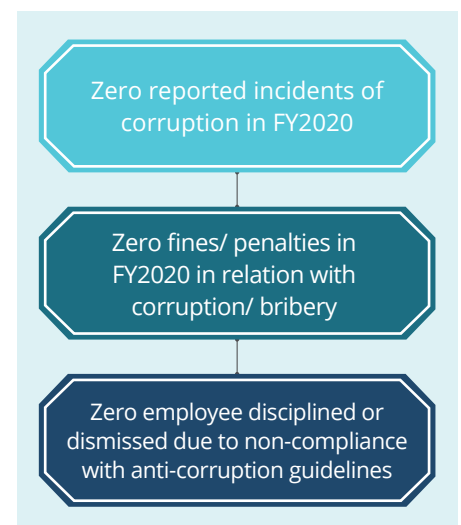 Zero reported incidents of
corruption in FY2020
Zero fines/ penalties in
FY2020 in relation with
corruption/ bribery
Zero employee disciplined or
dismissed due to non-compliance
with anti-corruption guidelines